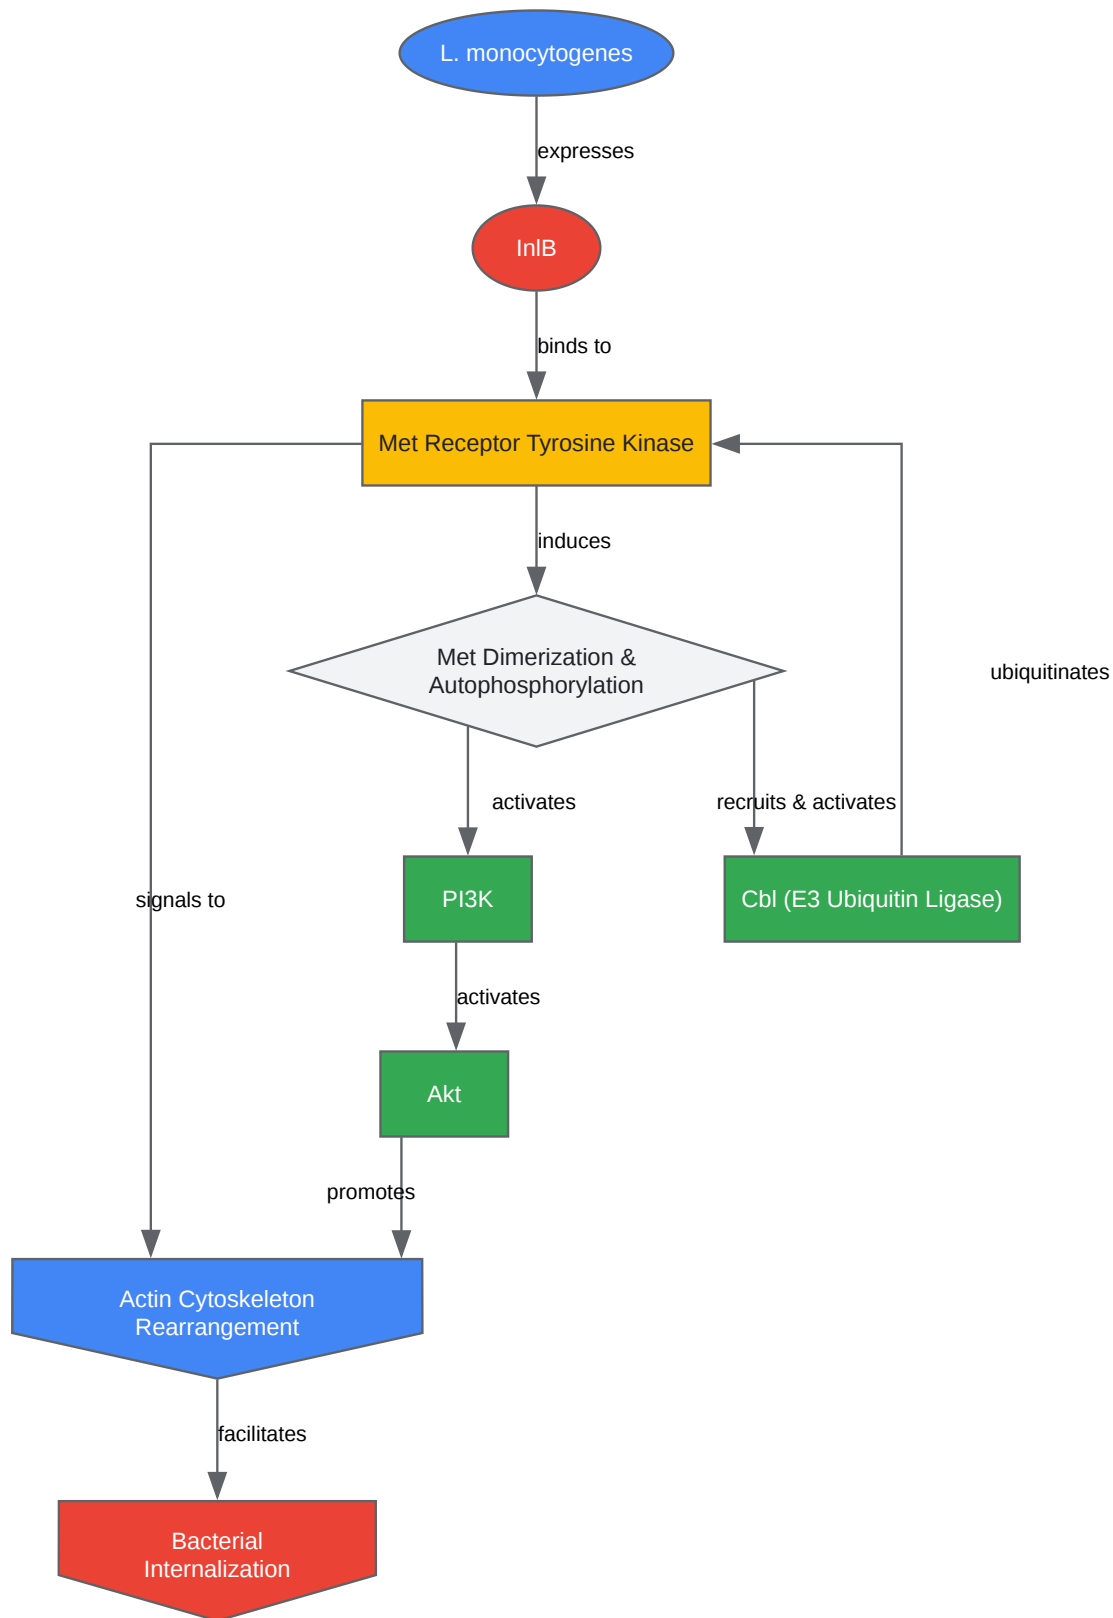 L. monocytogenes
expresses
InlB
binds to
Met Receptor Tyrosine Kinase
induces
Met Dimerization &
Autophosphorylation
ubiquitinates
activates
recruits & activates
signals to
PI3K
Cbl (E3 Ubiquitin Ligase)
activates
Akt
promotes
Actin Cytoskeleton
Rearrangement
facilitates
Bacterial
Internalization